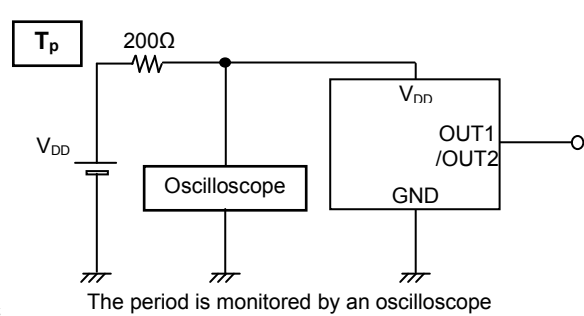 Tp
200Ω
VDD
VDD
OUT1
/OUT2
Oscilloscope
GND
The period is monitored by an oscilloscope